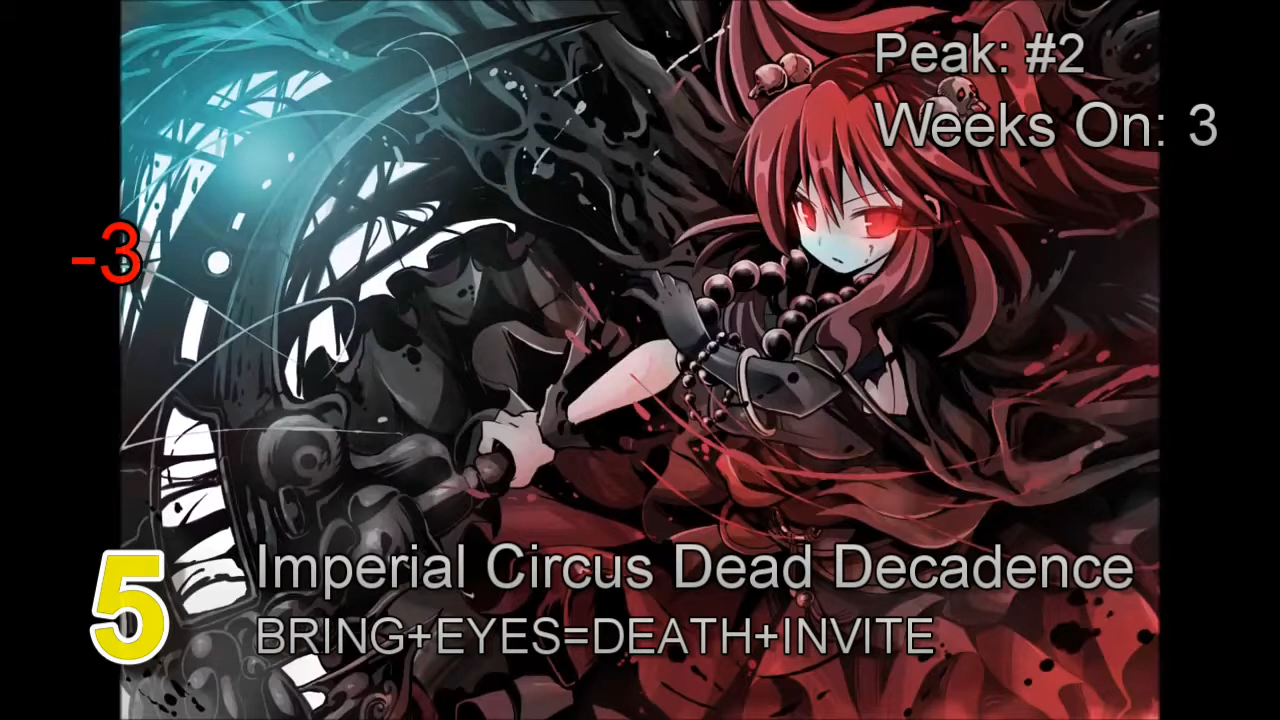 Peak: #2
Weeks On: 3
-3
5
Imperial Circus Dead Decadence
BRING+EYES=DEATH+INVITE